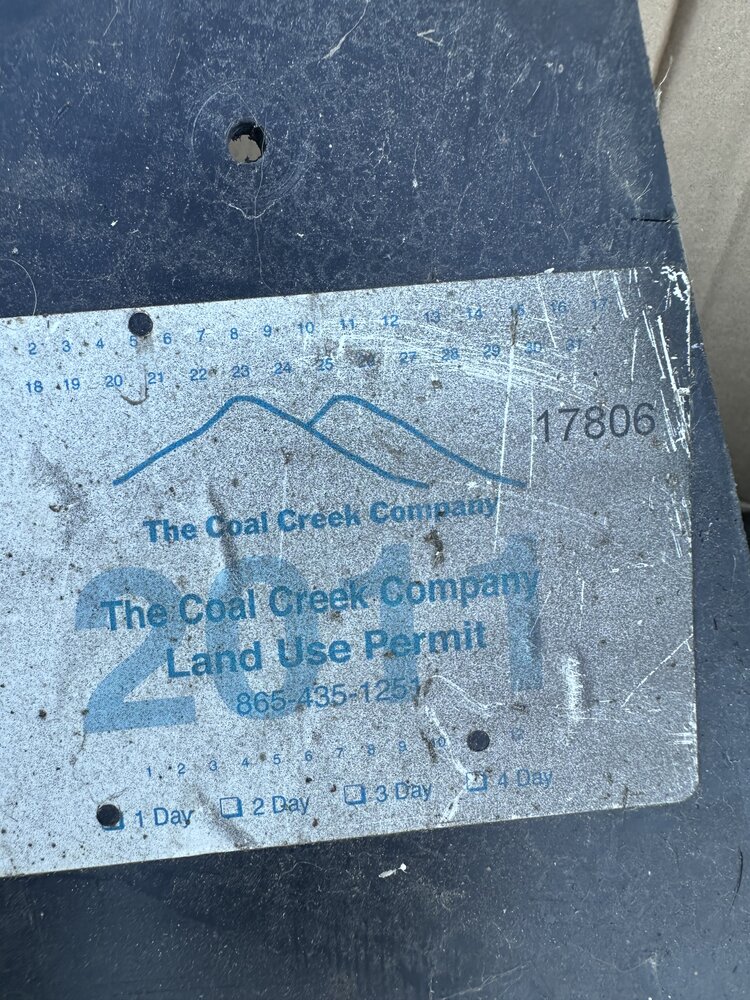 2 3 4 5 6 7 8 9 10 11 12 13 14 15 16 17
18 19 20 21 22 23 24 25 26 27 28 29 30 31
17806
The Coal Creek Company
2011
The Coal Creek Company
Land Use Permit
865-435-1251
1 2 3 4 5 6 7 8 9 10 12
1 Day 2 Day 3 Day 4 Day